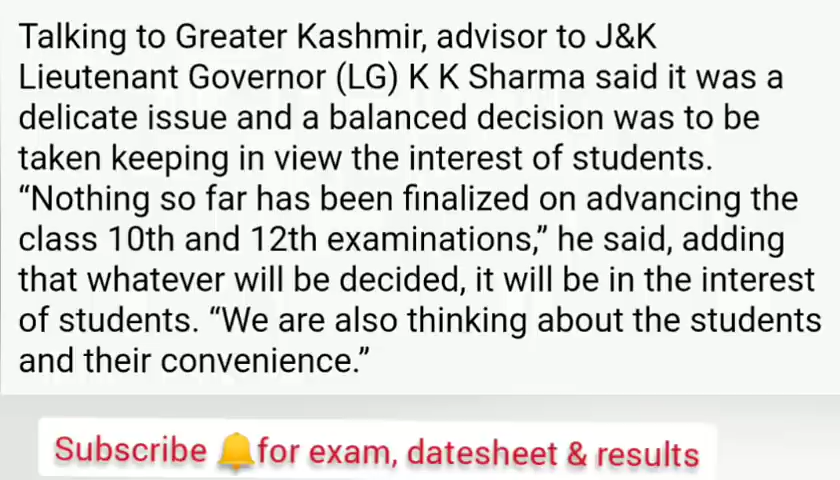 Talking to Greater Kashmir, advisor to J&K
Lieutenant Governor (LG) K K Sharma said it was a
delicate issue and a balanced decision was to be
taken keeping in view the interest of students.
“Nothing so far has been finalized on advancing the
class 10th and 12th examinations,” he said, adding
that whatever will be decided, it will be in the interest
of students. “We are also thinking about the students
and their convenience.”
Subscribe 🔔for exam, datesheet & results